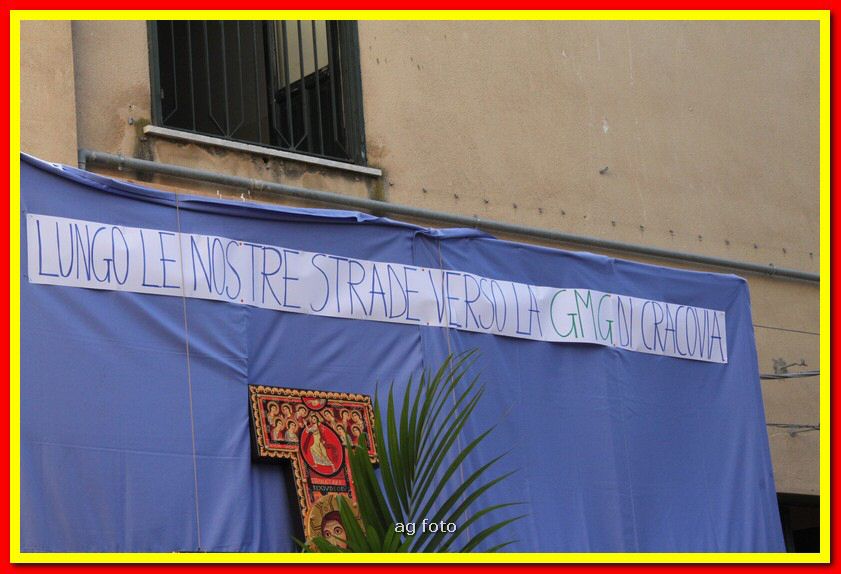 LUNGO LE NOSTRE STRADE VERSO LA GMG DI CRACOVIA
ag foto